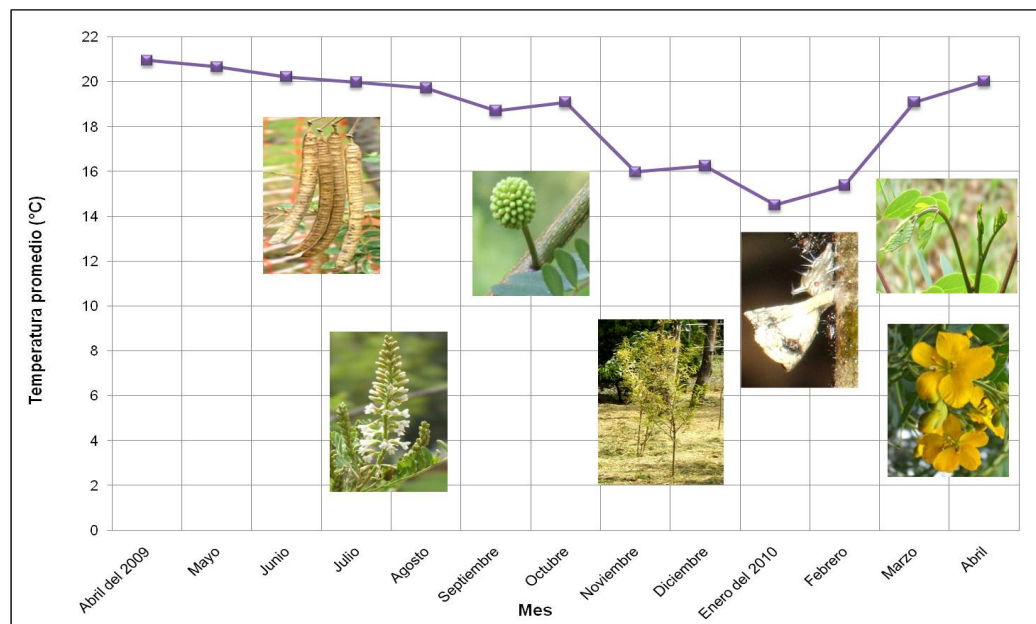 Temperatura promedio (°C)
22
20
18
16
14
12
10
8
6
4
2
0
Abril del 2009
Mayo
Junio
Julio
Agosto
Septiembre
Octubre
Noviembre
Diciembre
Enero del 2010
Febrero
Marzo
Abril
Mes